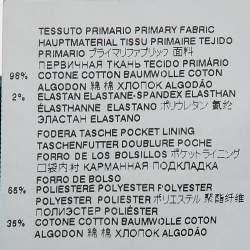 TESSUTO PRIMARIO PRIMARY FABRIC
HAUPTMATERIAL TISSU PRIMAIRE TEJIDO
PRIMARIO プライマリファブリック 面料
ПЕРВИЧНАЯ ТКАНЬ TECIDO PRIMÁRIO
98% COTONE COTTON BAUMWOLLE COTON
ALGODON 綿 棉 ХЛОПОК ALGODÃO
2% ELASTAN ELASTANE-SPANDEX ELASTHAN
ÉLASTHANNE ELASTANO ポリウレタン 氨纶
ЭЛАСТАН ELASTANO
FODERA TASCHE POCKET LINING
TASCHENFUTTER DOUBLURE POCHE
FORRO DE LOS BOLSILLOS ポケットライニング
口袋内衬 КАРМАННАЯ ПОДКЛАДКА
FORRO DE BOLSO
65% POLIESTERE POLYESTER POLYESTER
POLYESTER POLIESTER ポリエステル 聚酯纤维
ПОЛИЭСТЕР POLIÉSTER
35% COTONE COTTON BAUMWOLLE COTON
ALGODON 綿 棉 ХЛОПОК ALGODÃO